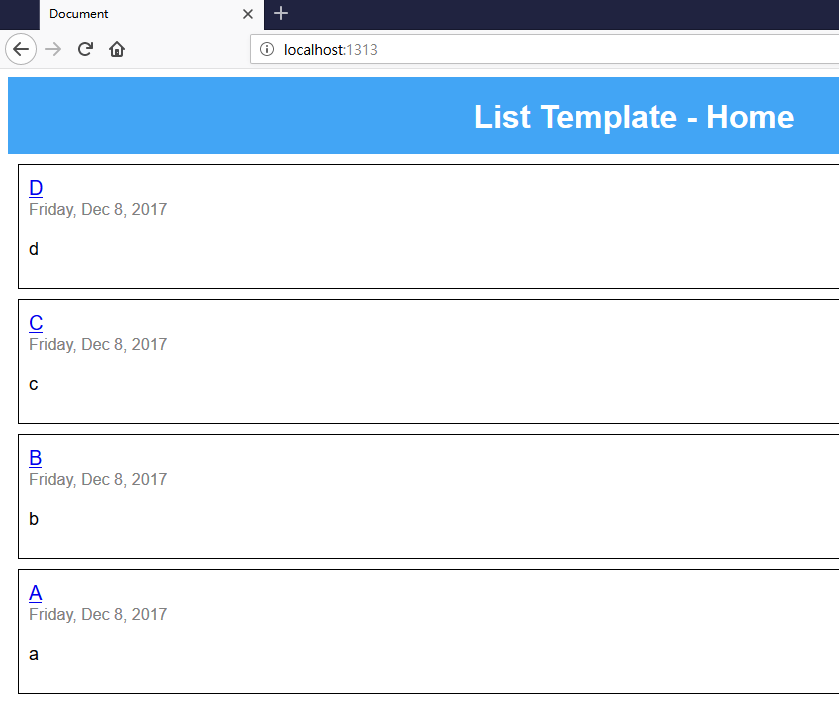 Document
localhost:1313
List Template - Home
D
Friday, Dec 8, 2017
d
C
Friday, Dec 8, 2017
c
B
Friday, Dec 8, 2017
b
A
Friday, Dec 8, 2017
a